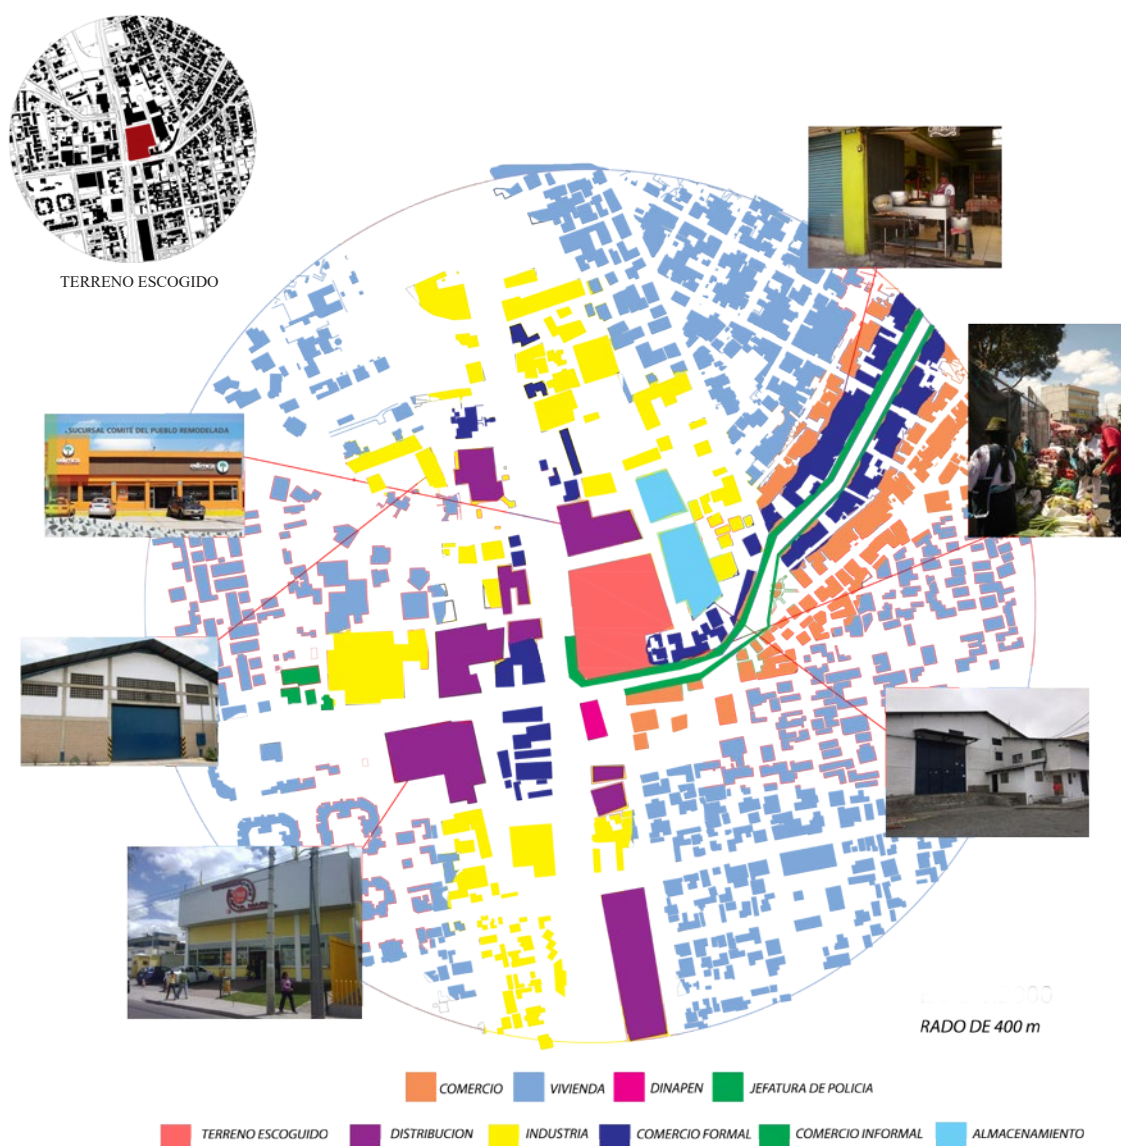 TERRENO ESCOGIDO
SUCURSAL COMITÉ DEL PUEBLO REMODELADA
RADO DE 400 m
COMERCIO
VIVIENDA
DINAPEN
JEFATURA DE POLICIA
TERRENO ESCOGUIDO
DISTRIBUCION
INDUSTRIA
COMERCIO FORMAL
COMERCIO INFORMAL
ALMACENAMIENTO